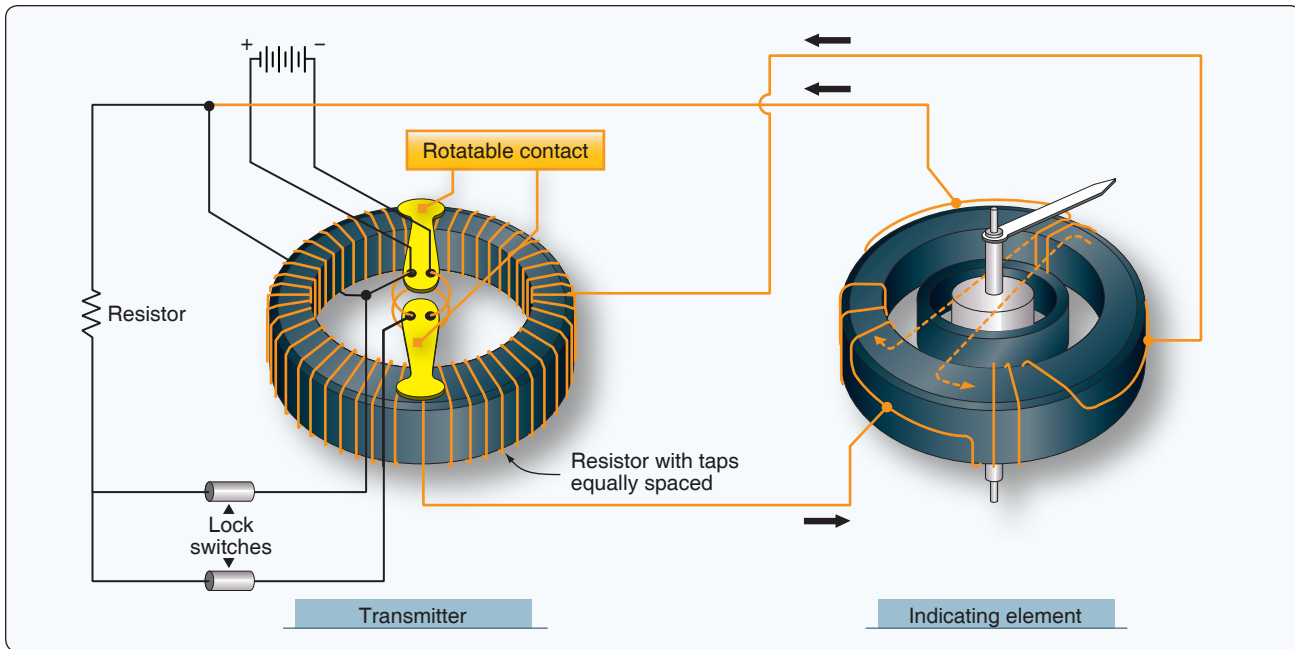 + −
Rotatable contact
Resistor
Resistor with taps
equally spaced
Lock
switches
Transmitter
Indicating element